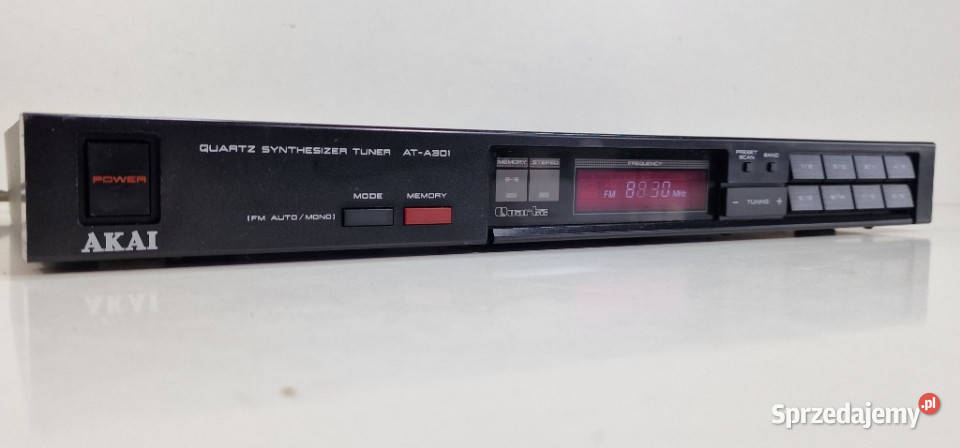 QUARTZ SYNTHESIZER TUNER AT-A301
POWER
MODE MEMORY
[FM AUTO/MONO]
AKAI
MEMORY STEREO
Quartz
FREQUENCY
FM 88.30 MHz
PRESET SCAN
BAND
− TUNING +
Sprzedajemy.pl